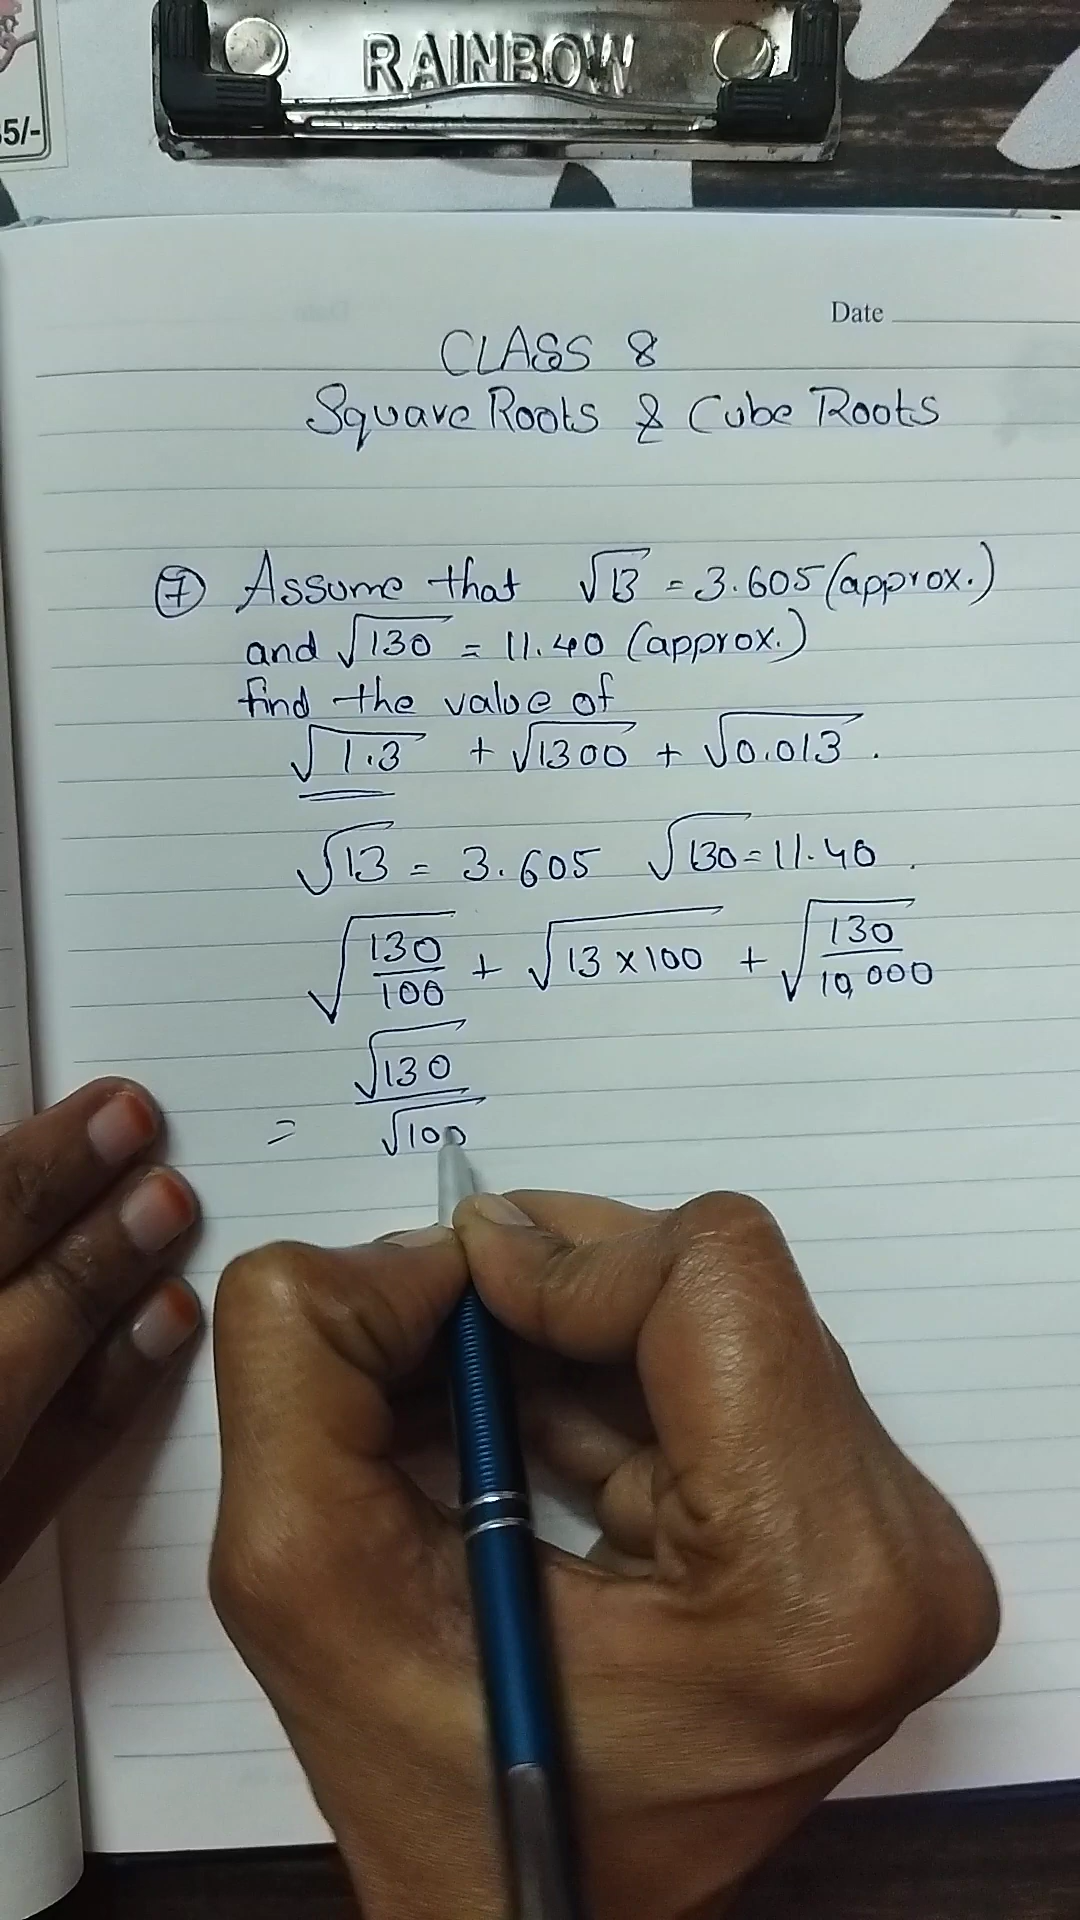 RAINBOW
5/-
Date
CLASS 8
Square Roots & Cube Roots
⑦ Assume that √13 = 3.605 (approx.)
and √130 = 11.40 (approx.)
find the value of
√1.3 + √1300 + √0.013 .
√13 = 3.605 √130 = 11.40 .
√130/100 + √13 × 100 + √130/10,000
= √130/√100